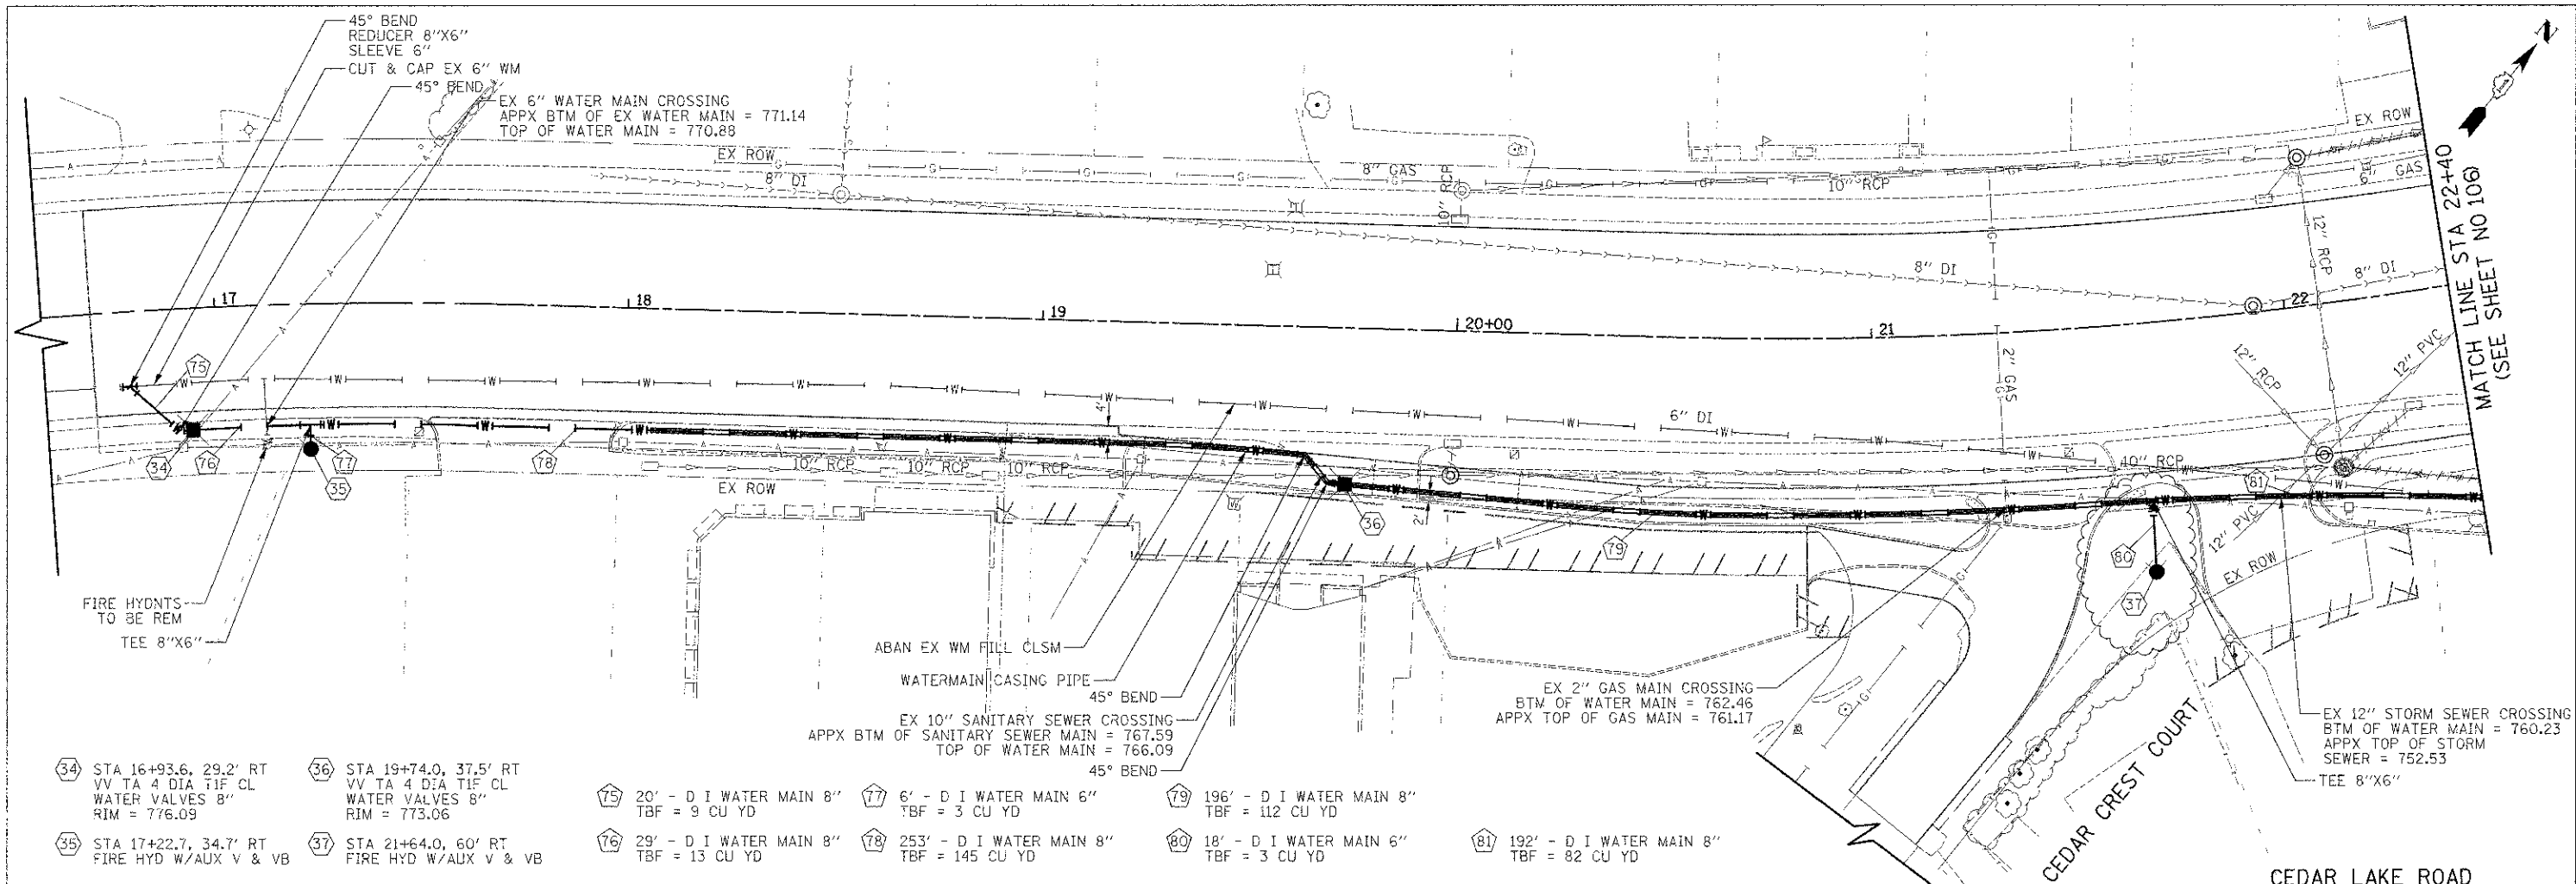 45° BEND
REDUCER 8"X6"
SLEEVE 6"
CUT & CAP EX 6" WM
45° BEND
EX 6" WATER MAIN CROSSING
APPX BTM OF EX WATER MAIN = 771.14
TOP OF WATER MAIN = 770.88
N
EX ROW
EX ROW
8" DI
8" GAS
10" RCP
10" RCP
6" GAS
12" RCP
8" DI
8" DI
MATCH LINE STA 22+40
(SEE SHEET NO 106)
17
18
19
20+00
21
22
2" GAS
12" RCP
12" PVC
6" DI
75
4'
34
76
77
35
78
10" RCP
10" RCP
10" RCP
10" RCP
EX ROW
36
2'
79
81
12" PVC
80
37
EX ROW
FIRE HYDNTS
TO BE REM
TEE 8"X6"
ABAN EX WM FILL CLSM
WATERMAIN CASING PIPE
45° BEND
EX 10" SANITARY SEWER CROSSING
APPX BTM OF SANITARY SEWER MAIN = 767.59
TOP OF WATER MAIN = 766.09
45° BEND
EX 2" GAS MAIN CROSSING
BTM OF WATER MAIN = 762.46
APPX TOP OF GAS MAIN = 761.17
EX 12" STORM SEWER CROSSING
BTM OF WATER MAIN = 760.23
APPX TOP OF STORM
SEWER = 752.53
TEE 8"X6"
34 STA 16+93.6, 29.2' RT
VV TA 4 DIA T1F CL
WATER VALVES 8"
RIM = 776.09
35 STA 17+22.7, 34.7' RT
FIRE HYD W/AUX V & VB
36 STA 19+74.0, 37.5' RT
VV TA 4 DIA T1F CL
WATER VALVES 8"
RIM = 773.06
37 STA 21+64.0, 60' RT
FIRE HYD W/AUX V & VB
75 20' - D I WATER MAIN 8"
TBF = 9 CU YD
76 29' - D I WATER MAIN 8"
TBF = 13 CU YD
77 6' - D I WATER MAIN 6"
TBF = 3 CU YD
78 253' - D I WATER MAIN 8"
TBF = 145 CU YD
79 196' - D I WATER MAIN 8"
TBF = 112 CU YD
80 18' - D I WATER MAIN 6"
TBF = 3 CU YD
81 192' - D I WATER MAIN 8"
TBF = 82 CU YD
CEDAR CREST COURT
CEDAR LAKE ROAD